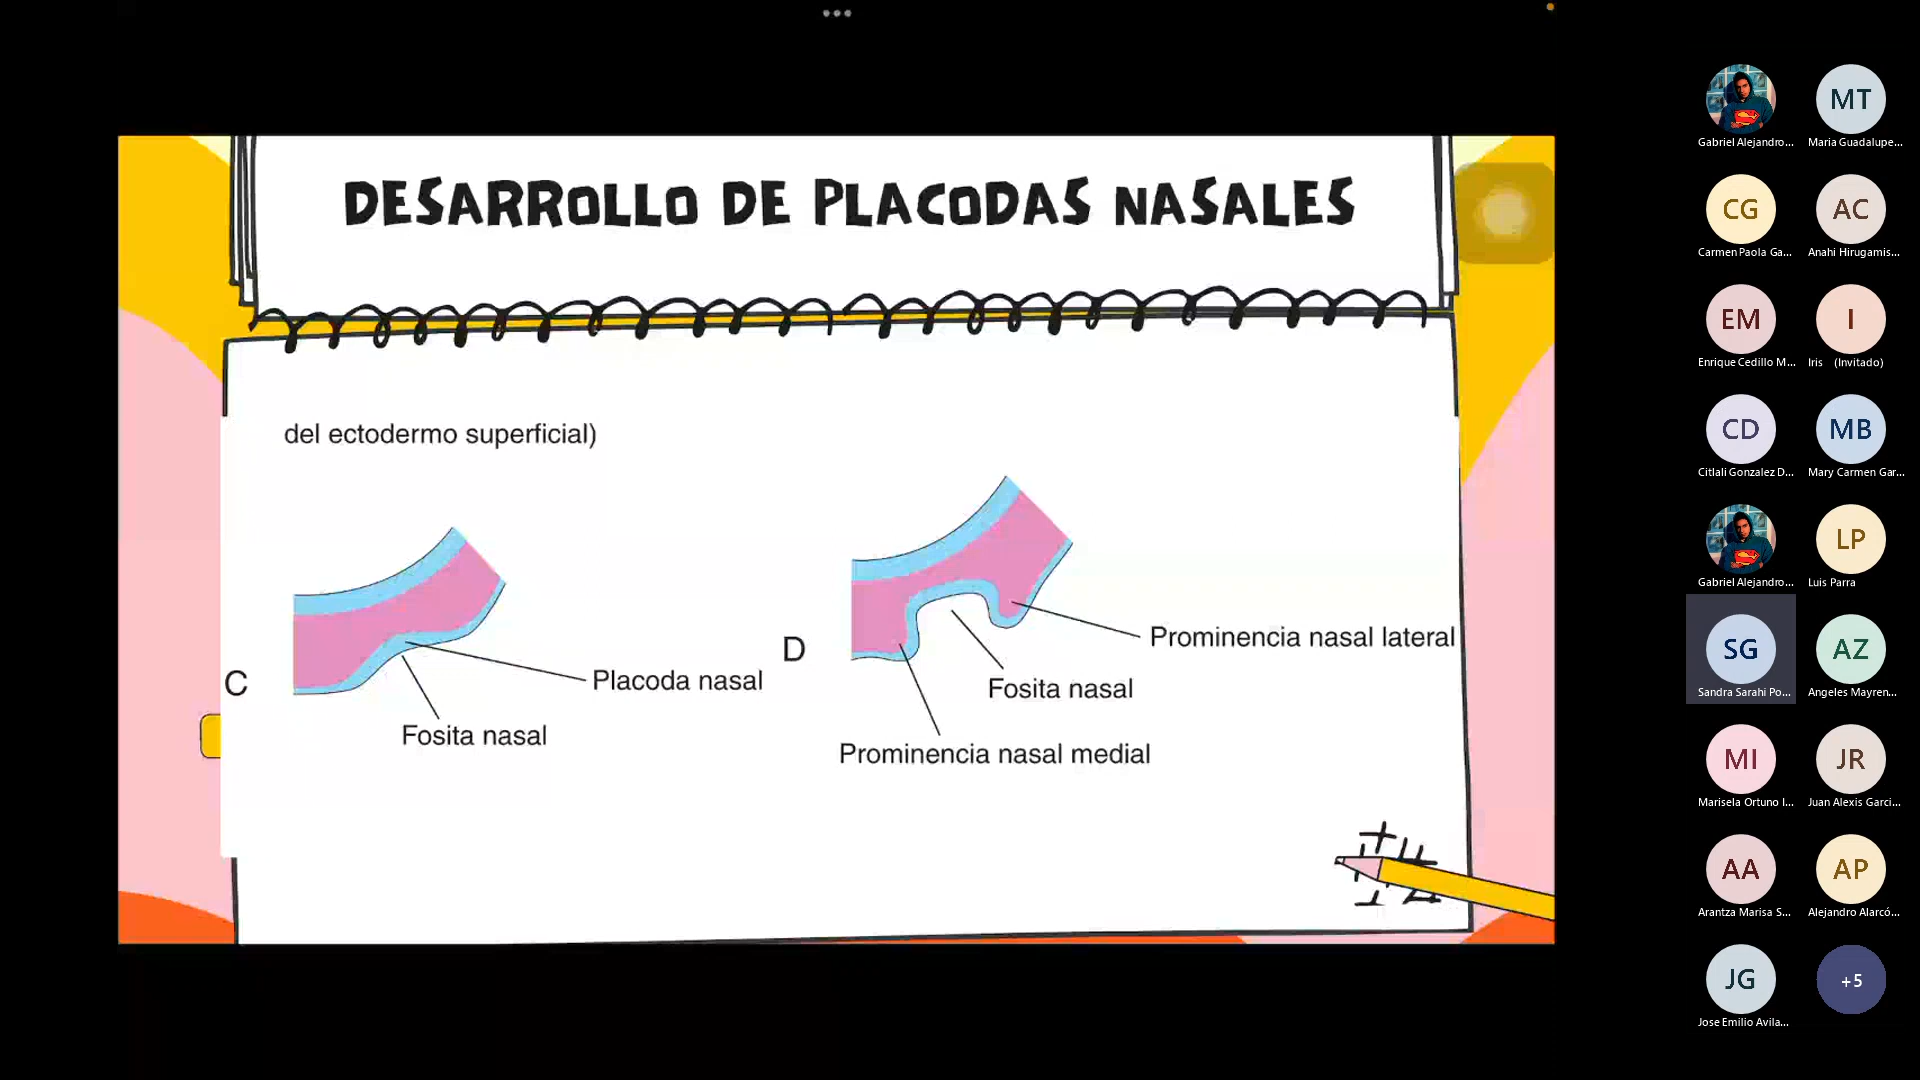 DESARROLLO DE PLACODAS NASALES
del ectodermo superficial)
C
Placoda nasal
Fosita nasal
D
Prominencia nasal lateral
Fosita nasal
Prominencia nasal medial
Gabriel Alejandro...
MT
Maria Guadalupe...
CG
Carmen Paola Ga...
AC
Anahi Hirugamis...
EM
Enrique Cedillo M...
I
Iris (Invitado)
CD
Citlali Gonzalez D...
MB
Mary Carmen Gar...
Gabriel Alejandro...
LP
Luis Parra
SG
Sandra Sarahi Po...
AZ
Angeles Mayren...
MI
Marisela Ortuno I...
JR
Juan Alexis Garci...
AA
Arantza Marisa S...
AP
Alejandro Alarcó...
JG
Jose Emilio Avila...
+5